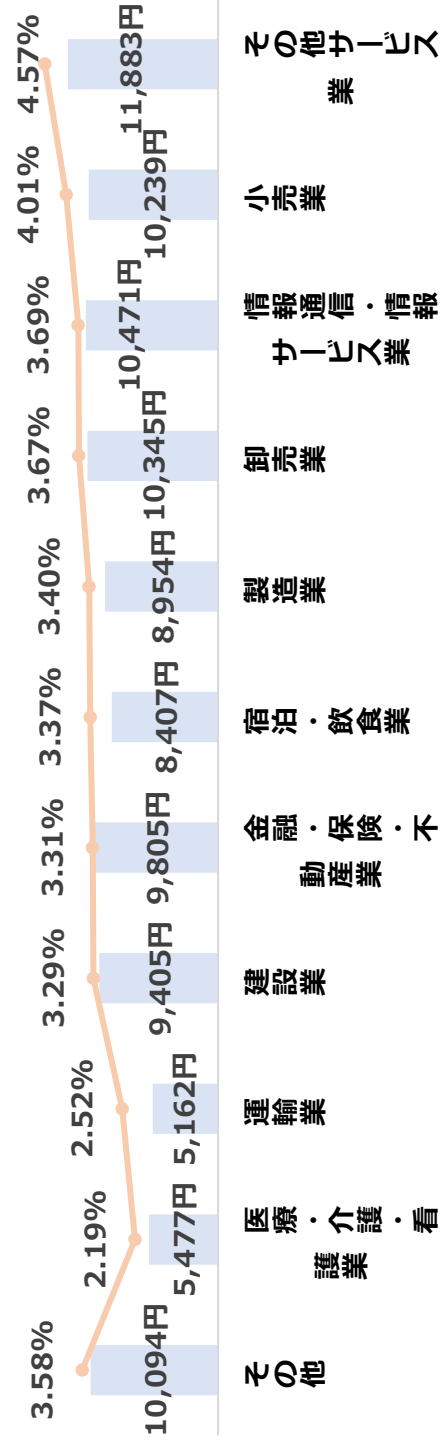 3.58%
2.19%
2.52%
3.29%
3.31%
3.37%
3.40%
3.67%
3.69%
4.01%
4.57%
10,094円
5,477円
5,162円
9,405円
9,805円
8,407円
8,954円
10,345円
10,471円
10,239円
11,883円
その他
医療・介護・看
護業
運輸業
建設業
金融・保険・不
動産業
宿泊・飲食業
製造業
卸売業
情報通信・情報
サービス業
小売業
その他サービス
業